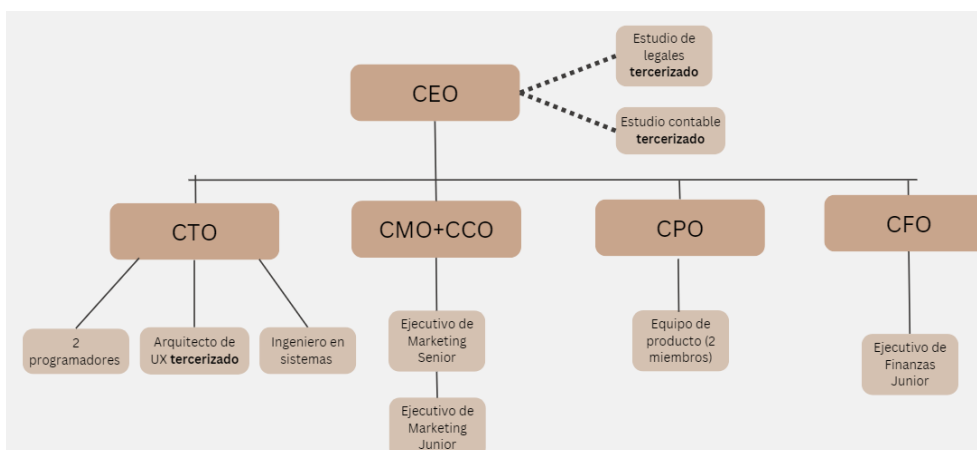 Estudio de
legales
tercerizado
CEO
Estudio contable
tercerizado
CTO
CMO+CCO
CPO
CFO
2
programadores
Arquitecto de
UX tercerizado
Ingeniero en
sistemas
Ejecutivo de
Marketing
Senior
Equipo de
producto (2
miembros)
Ejecutivo de
Finanzas
Junior
Ejecutivo de
Marketing
Junior